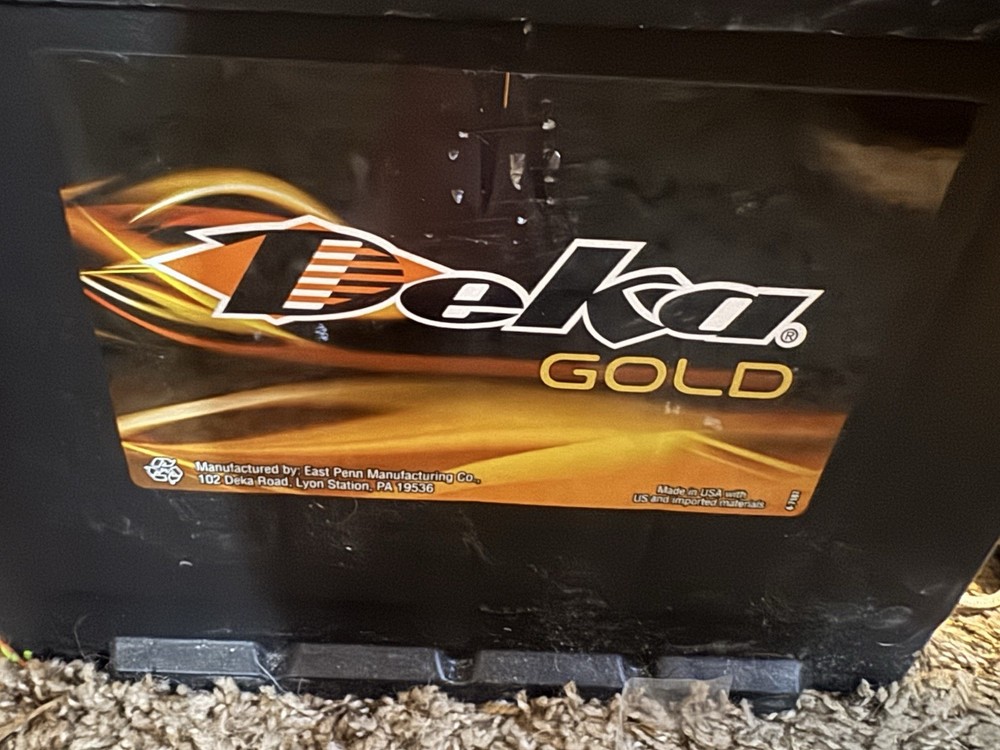 Deka®
GOLD
Manufactured by: East Penn Manufacturing Co.,
102 Deka Road, Lyon Station, PA 19536
Made in USA with
US and imported materials